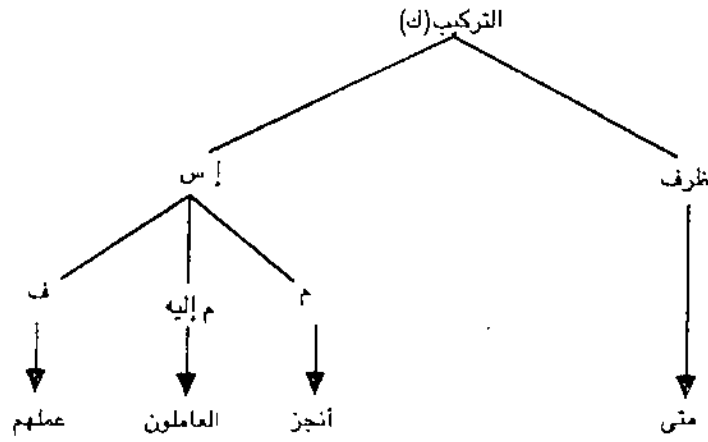 التركيب(ك)
ظرف
إ س
م
م إليه
ف
متى
أنجز
العاملون
عملهم